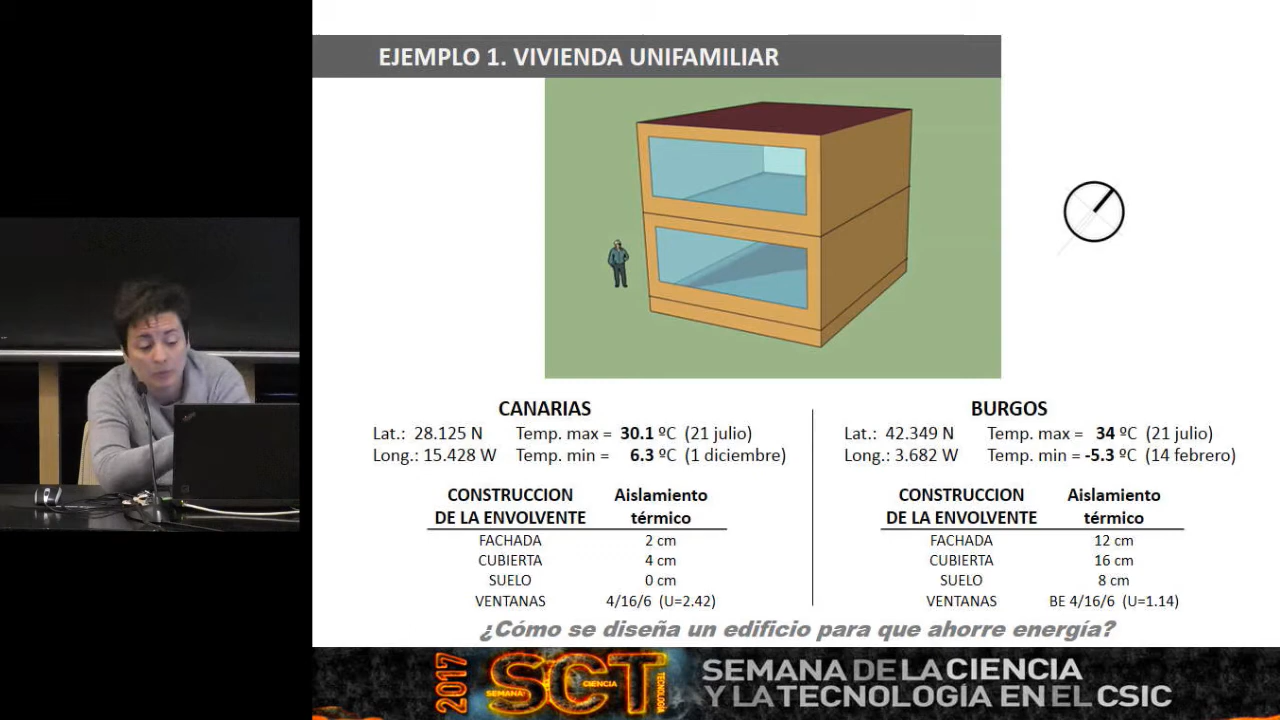 EJEMPLO 1. VIVIENDA UNIFAMILIAR
CANARIAS
Lat.: 28.125 N Temp. max = 30.1 ºC (21 julio)
Long.: 15.428 W Temp. min = 6.3 ºC (1 diciembre)
CONSTRUCCION Aislamiento
DE LA ENVOLVENTE térmico
FACHADA 2 cm
CUBIERTA 4 cm
SUELO 0 cm
VENTANAS 4/16/6 (U=2.42)
BURGOS
Lat.: 42.349 N Temp. max = 34 ºC (21 julio)
Long.: 3.682 W Temp. min = -5.3 ºC (14 febrero)
CONSTRUCCION Aislamiento
DE LA ENVOLVENTE térmico
FACHADA 12 cm
CUBIERTA 16 cm
SUELO 8 cm
VENTANAS BE 4/16/6 (U=1.14)
¿Cómo se diseña un edificio para que ahorre energía?
2017 SCT SEMANA CIENCIA TECNOLOGÍA
SEMANA DE LA CIENCIA
Y LA TECNOLOGÍA EN EL CSIC